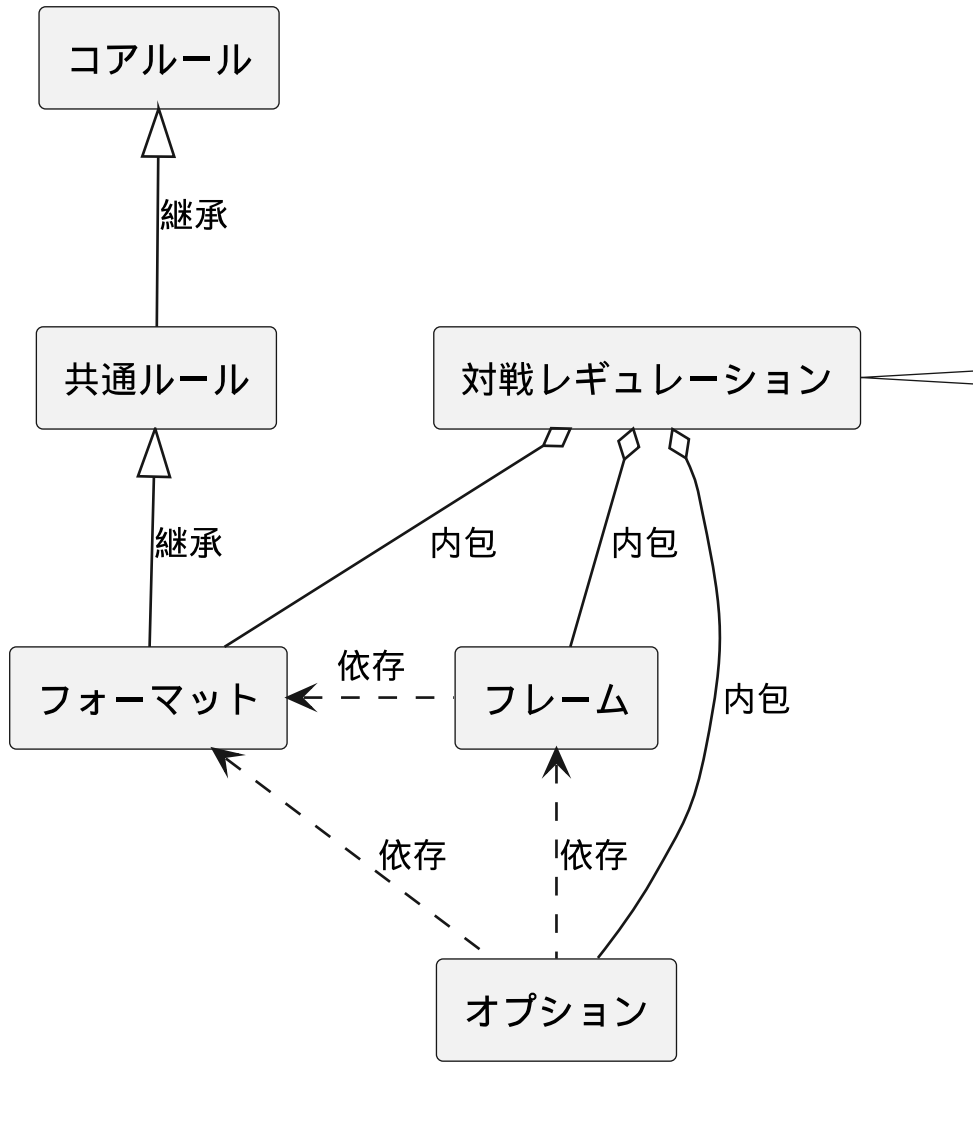 コアルール
継承
共通ルール
対戦レギュレーション
継承
内包
内包
フォーマット
依存
フレーム
内包
依存
依存
オプション